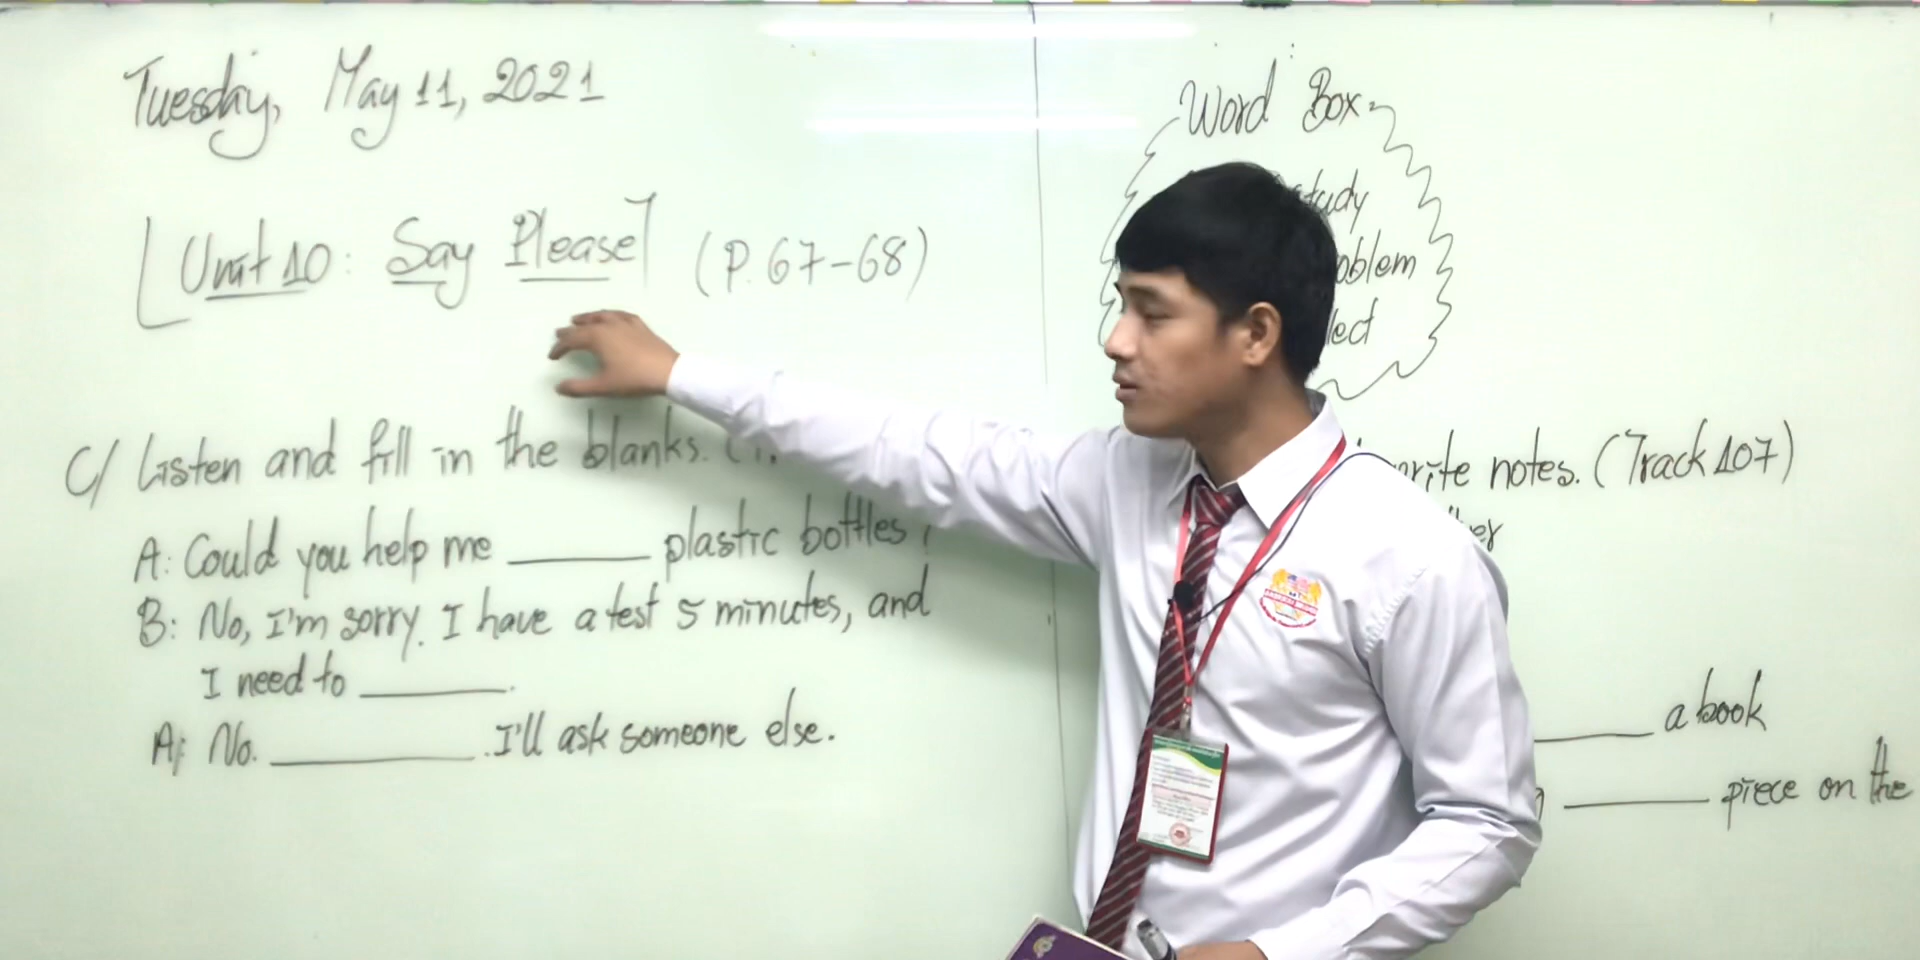 Tuesday, May 11, 2021
Unit 10: Say Please (P. 67-68)
C/ Listen and fill in the blanks. (T.
A: Could you help me ______ plastic bottles?
B: No, I'm sorry. I have a test 5 minutes, and
I need to ______.
A: No. ________. I'll ask someone else.
Word Box
study
oblem
lect
write notes. (Track 107)
______ a book
______ piece on the